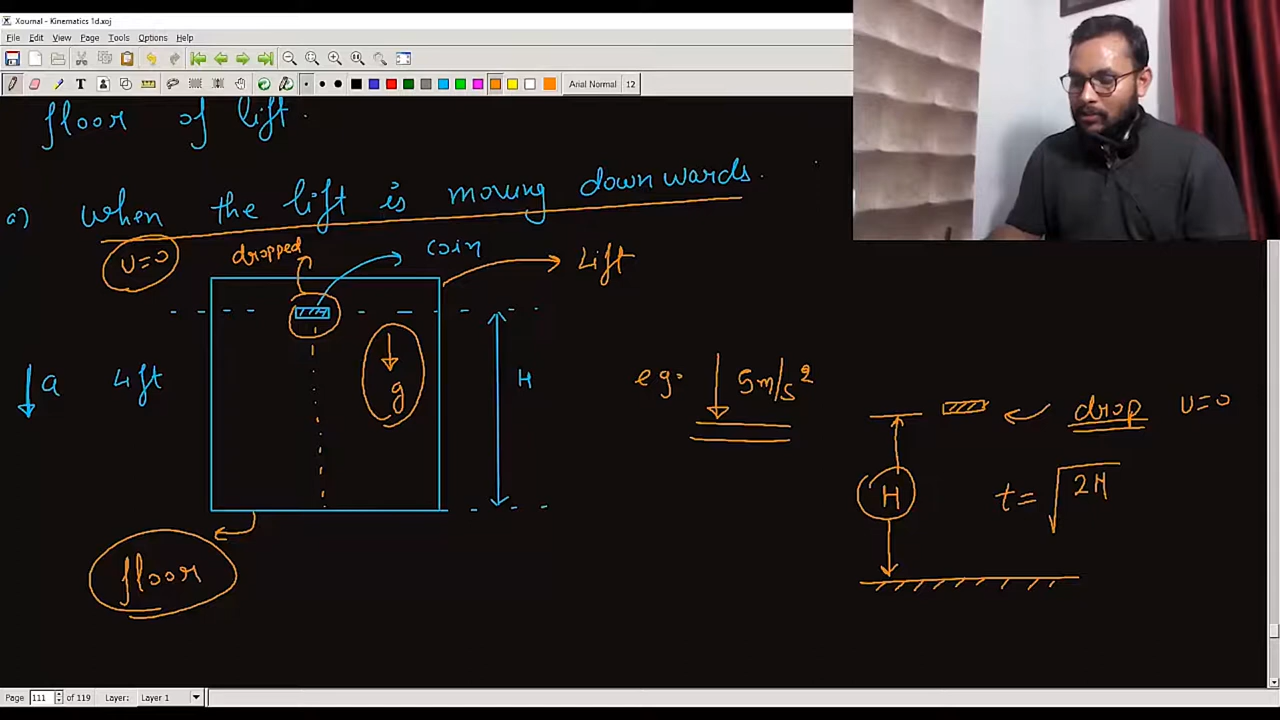 Xournal - Kinematics 1d.xoj
File Edit View Page Tools Options Help
Arial Normal 12
floor of lift.
a) when the lift is moving downwards.
u=0
dropped
coin
Lift
↓ a Lift
↓ g
H
eg. ↓ 5m/s²
drop u=0
H
t = √2H
floor
Page 111 of 119 Layer: Layer 1